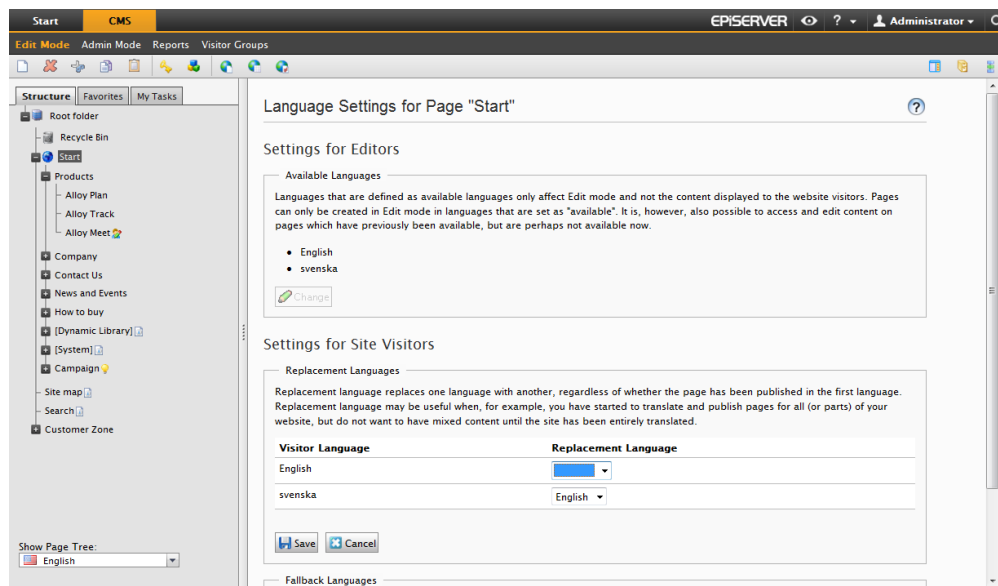 Start CMS EPiSERVER ? Administrator
Edit Mode Admin Mode Reports Visitor Groups
Structure Favorites My Tasks
Root folder
Recycle Bin
Start
Products
Alloy Plan
Alloy Track
Alloy Meet
Company
Contact Us
News and Events
How to buy
[Dynamic Library]
[System]
Campaign
Site map
Search
Customer Zone
Show Page Tree:
English
Language Settings for Page "Start"
?
Settings for Editors
Available Languages
Languages that are defined as available languages only affect Edit mode and not the content displayed to the website visitors. Pages
can only be created in Edit mode in languages that are set as "available". It is, however, also possible to access and edit content on
pages which have previously been available, but are perhaps not available now.
• English
• svenska
Change
Settings for Site Visitors
Replacement Languages
Replacement language replaces one language with another, regardless of whether the page has been published in the first language.
Replacement language may be useful when, for example, you have started to translate and publish pages for all (or parts) of your
website, but do not want to have mixed content until the site has been entirely translated.
Visitor Language Replacement Language
English
svenska English
Save Cancel
Fallback Languages